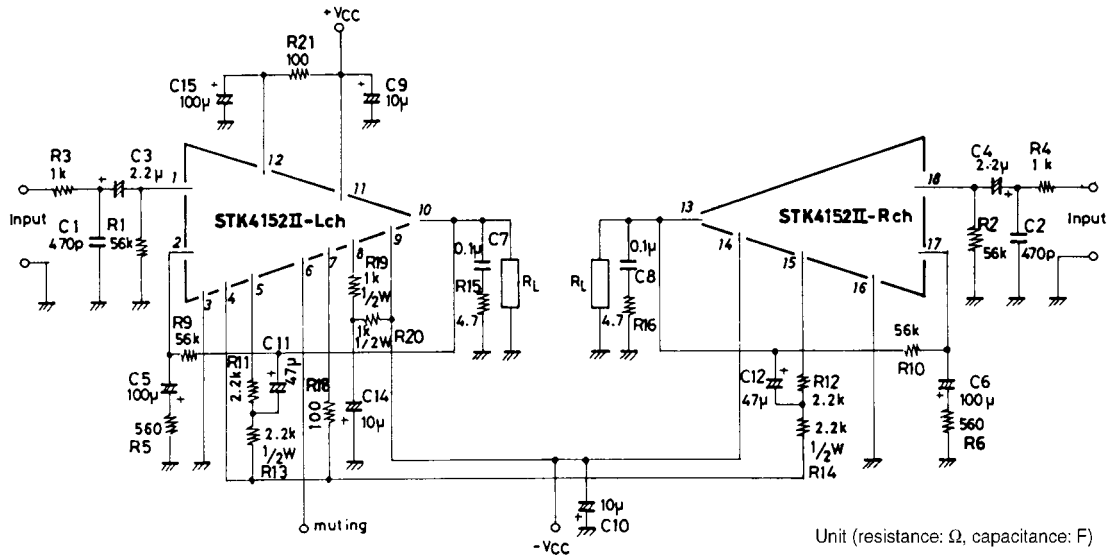 +VCC
R21
100
C15
100µ
C9
10µ
R3
1k
C3
2.2µ
1
12
11
STK4152II-Lch
10
Input
C1
470p
R1
56k
2
3
4
5
6
7
8
9
R19
1k
1/2W
0.1µ
C7
R15
4.7
RL
R20
1k
1/2W
R9
56k
C5
100µ
560
R5
R11
2.2k
C11
47µ
2.2k
1/2W
R13
R18
100
C14
10µ
muting
-VCC
10µ
C10
13
STK4152II-Rch
14
15
16
17
18
C4
2.2µ
R4
1k
Input
R2
56k
C2
470p
RL
0.1µ
C8
4.7
R16
56k
R10
C12
47µ
R12
2.2k
2.2k
1/2W
R14
C6
100µ
560
R6
+
+
+
+
+
+
+
+
+
+
+
Unit (resistance: Ω, capacitance: F)